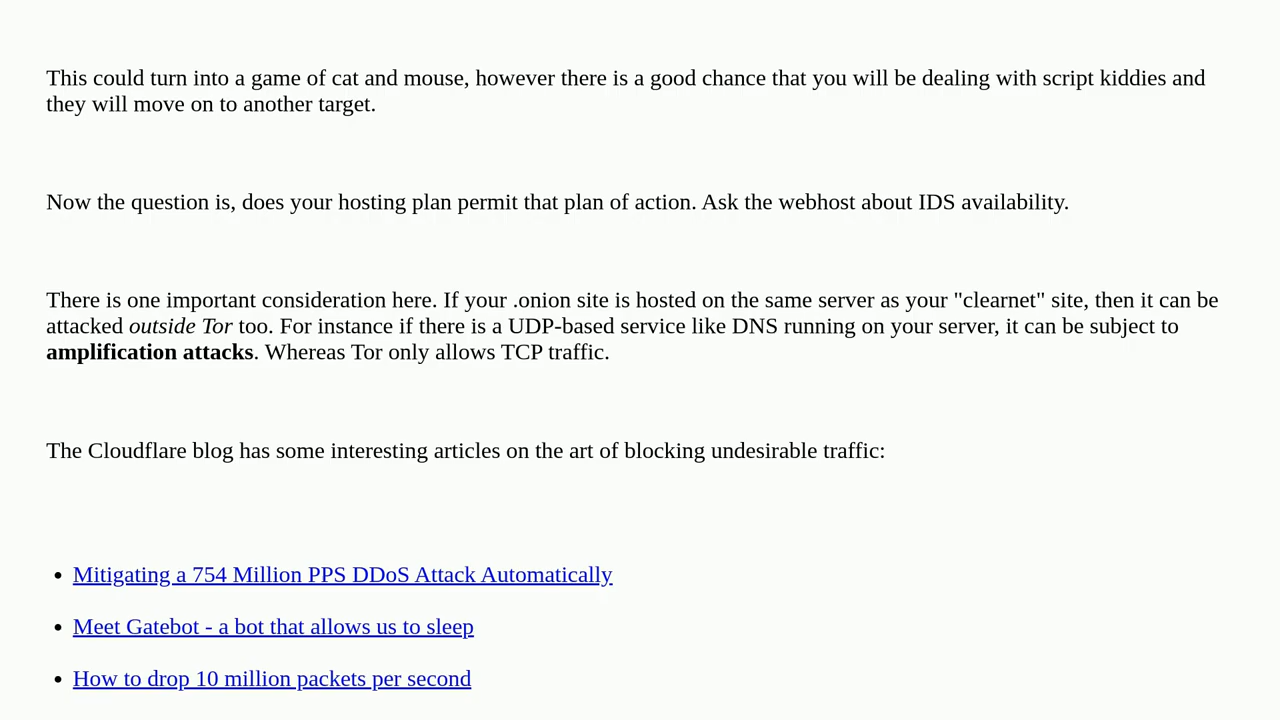 This could turn into a game of cat and mouse, however there is a good chance that you will be dealing with script kiddies and
they will move on to another target.
Now the question is, does your hosting plan permit that plan of action. Ask the webhost about IDS availability.
There is one important consideration here. If your .onion site is hosted on the same server as your "clearnet" site, then it can be
attacked outside Tor too. For instance if there is a UDP-based service like DNS running on your server, it can be subject to
amplification attacks. Whereas Tor only allows TCP traffic.
The Cloudflare blog has some interesting articles on the art of blocking undesirable traffic:
• Mitigating a 754 Million PPS DDoS Attack Automatically
• Meet Gatebot - a bot that allows us to sleep
• How to drop 10 million packets per second